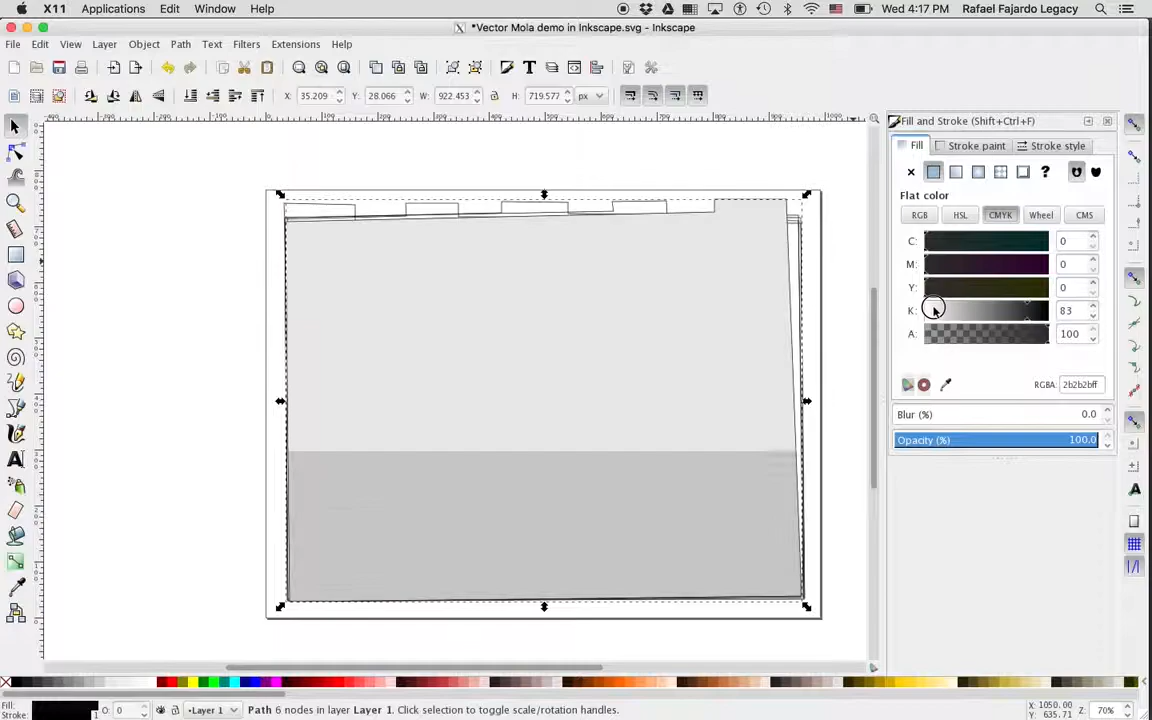 X11 Applications Edit Window Help Wed 4:17 PM Rafael Fajardo Legacy
*Vector Mola demo in Inkscape.svg - Inkscape
File Edit View Layer Object Path Text Filters Extensions Help
X: 35.209 Y: 28.066 W: 922.453 H: 719.577 px
Fill and Stroke (Shift+Ctrl+F)
Fill Stroke paint Stroke style
Flat color
RGB HSL CMYK Wheel CMS
C: 0
M: 0
Y: 0
K: 83
A: 100
RGBA: 2b2b2bff
Blur (%) 0.0
Opacity (%) 100.0
Fill:
Stroke: 1
O: 0
Layer 1
Path 6 nodes in layer Layer 1. Click selection to toggle scale/rotation handles.
X: 1050.00
Y: 635.71
Z: 70%